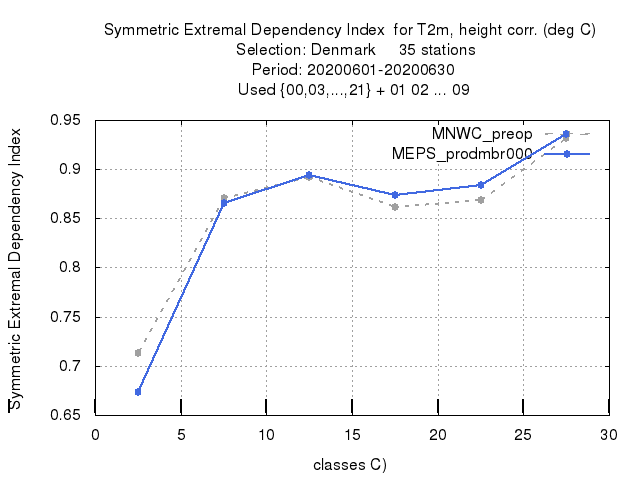 Symmetric Extremal Dependency Index  for T2m, height corr. (deg C)
Selection: Denmark     35 stations
Period: 20200601-20200630
Used {00,03,...,21} + 01 02 ... 09
Symmetric Extremal Dependency Index
0.95
0.9
0.85
0.8
0.75
0.7
0.65
MNWC_preop
MEPS_prodmbr000
0 5 10 15 20 25 30
classes C)